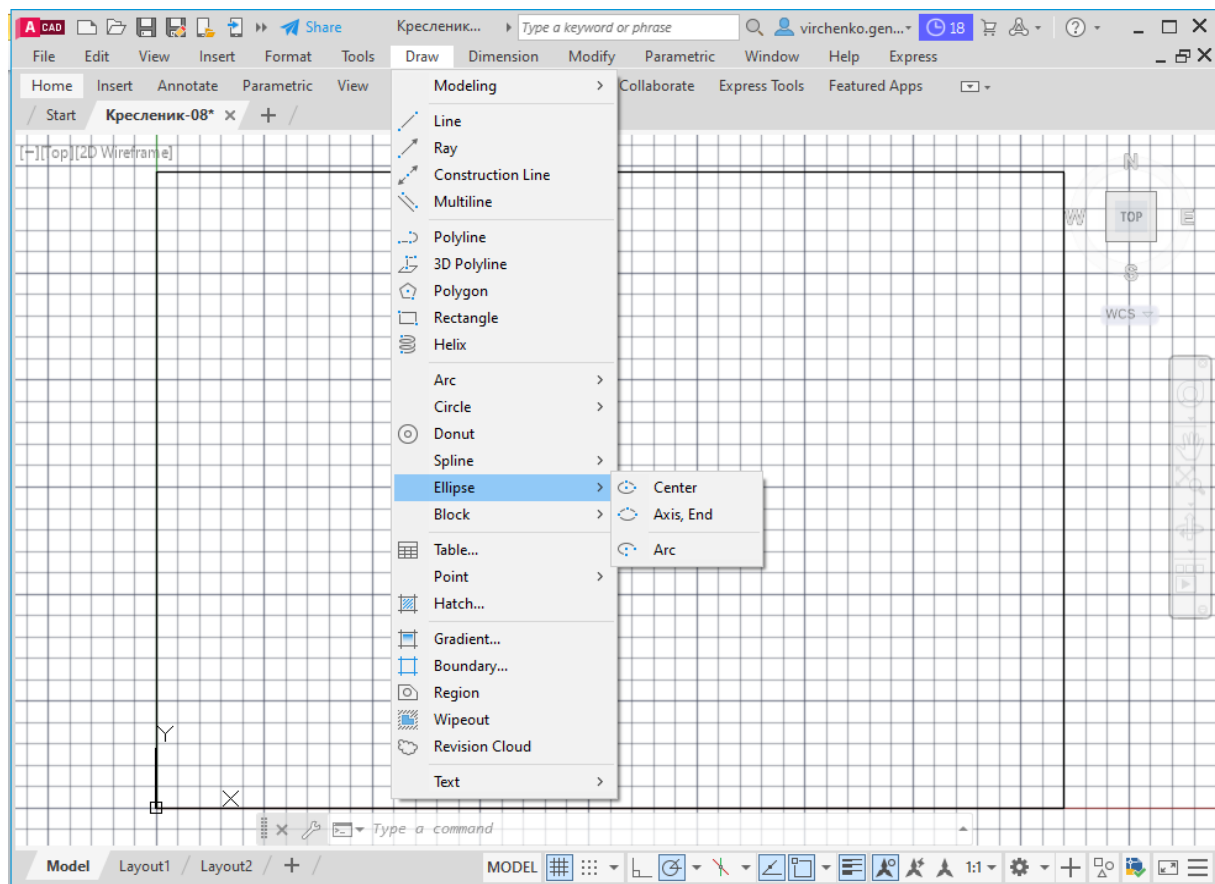 A CAD Share Кресленик... Type a keyword or phrase virchenko.gen... 18
File Edit View Insert Format Tools Draw Dimension Modify Parametric Window Help Express
Home Insert Annotate Parametric View Collaborate Express Tools Featured Apps
Start Кресленик-08*
[−][Top][2D Wireframe]
Modeling
Line
Ray
Construction Line
Multiline
Polyline
3D Polyline
Polygon
Rectangle
Helix
Arc
Circle
Donut
Spline
Ellipse
Block
Table...
Point
Hatch...
Gradient...
Boundary...
Region
Wipeout
Revision Cloud
Text
Center
Axis, End
Arc
N
W TOP E
S
WCS
Y
X
Type a command
Model Layout1 Layout2 MODEL 1:1